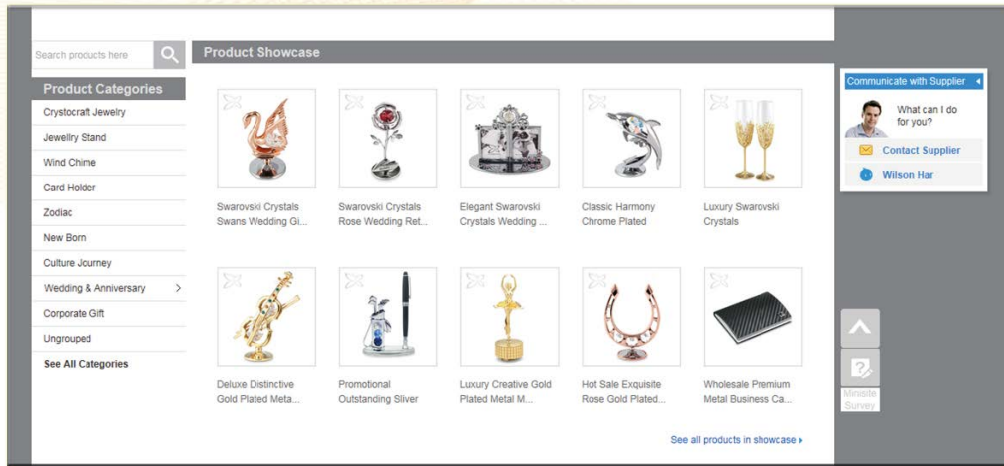 Search products here
Product Showcase
Product Categories
Crystocraft Jewelry
Jewellry Stand
Wind Chime
Card Holder
Zodiac
New Born
Culture Journey
Wedding & Anniversary
Corporate Gift
Ungrouped
See All Categories
Swarovski Crystals
Swans Wedding Gi...
Swarovski Crystals
Rose Wedding Ret...
Elegant Swarovski
Crystals Wedding ...
Classic Harmony
Chrome Plated
Luxury Swarovski
Crystals
Deluxe Distinctive
Gold Plated Meta...
Promotional
Outstanding Sliver
Luxury Creative Gold
Plated Metal M...
Hot Sale Exquisite
Rose Gold Plated...
Wholesale Premium
Metal Business Ca...
See all products in showcase
Communicate with Supplier
What can I do
for you?
Contact Supplier
Wilson Har
Minisite
Survey